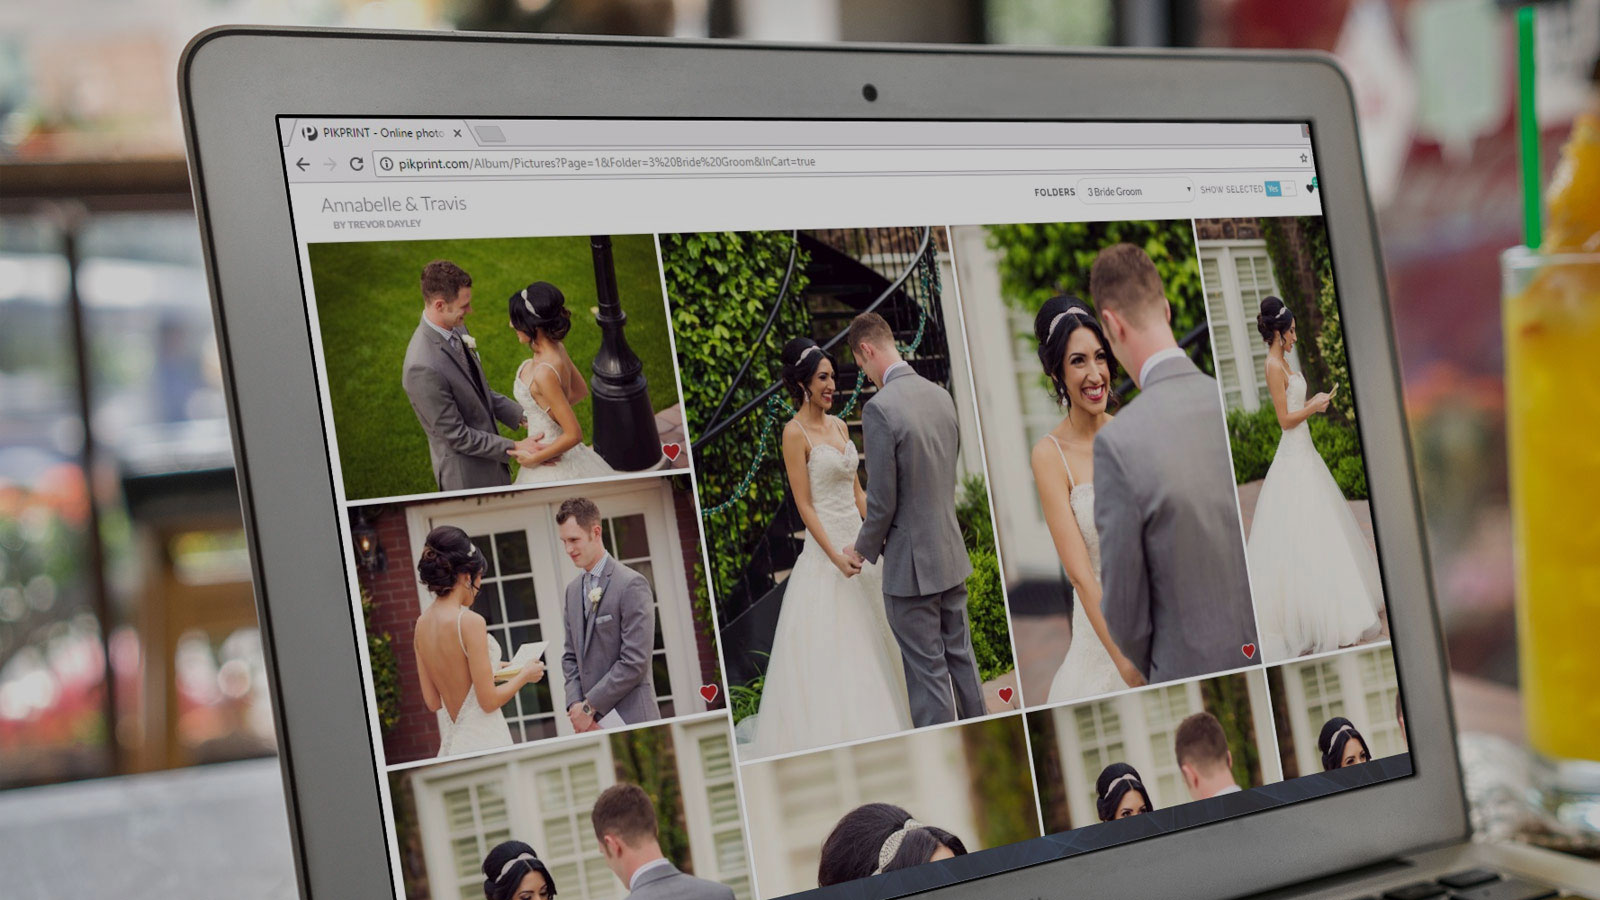 PIKPRINT - Online photo
pikprint.com/Album/Pictures?Page=1&Folder=3%20Bride%20Groom&InCart=true
Annabelle & Travis
BY TREVOR DAYLEY
FOLDERS
3 Bride Groom
SHOW SELECTED
Yes